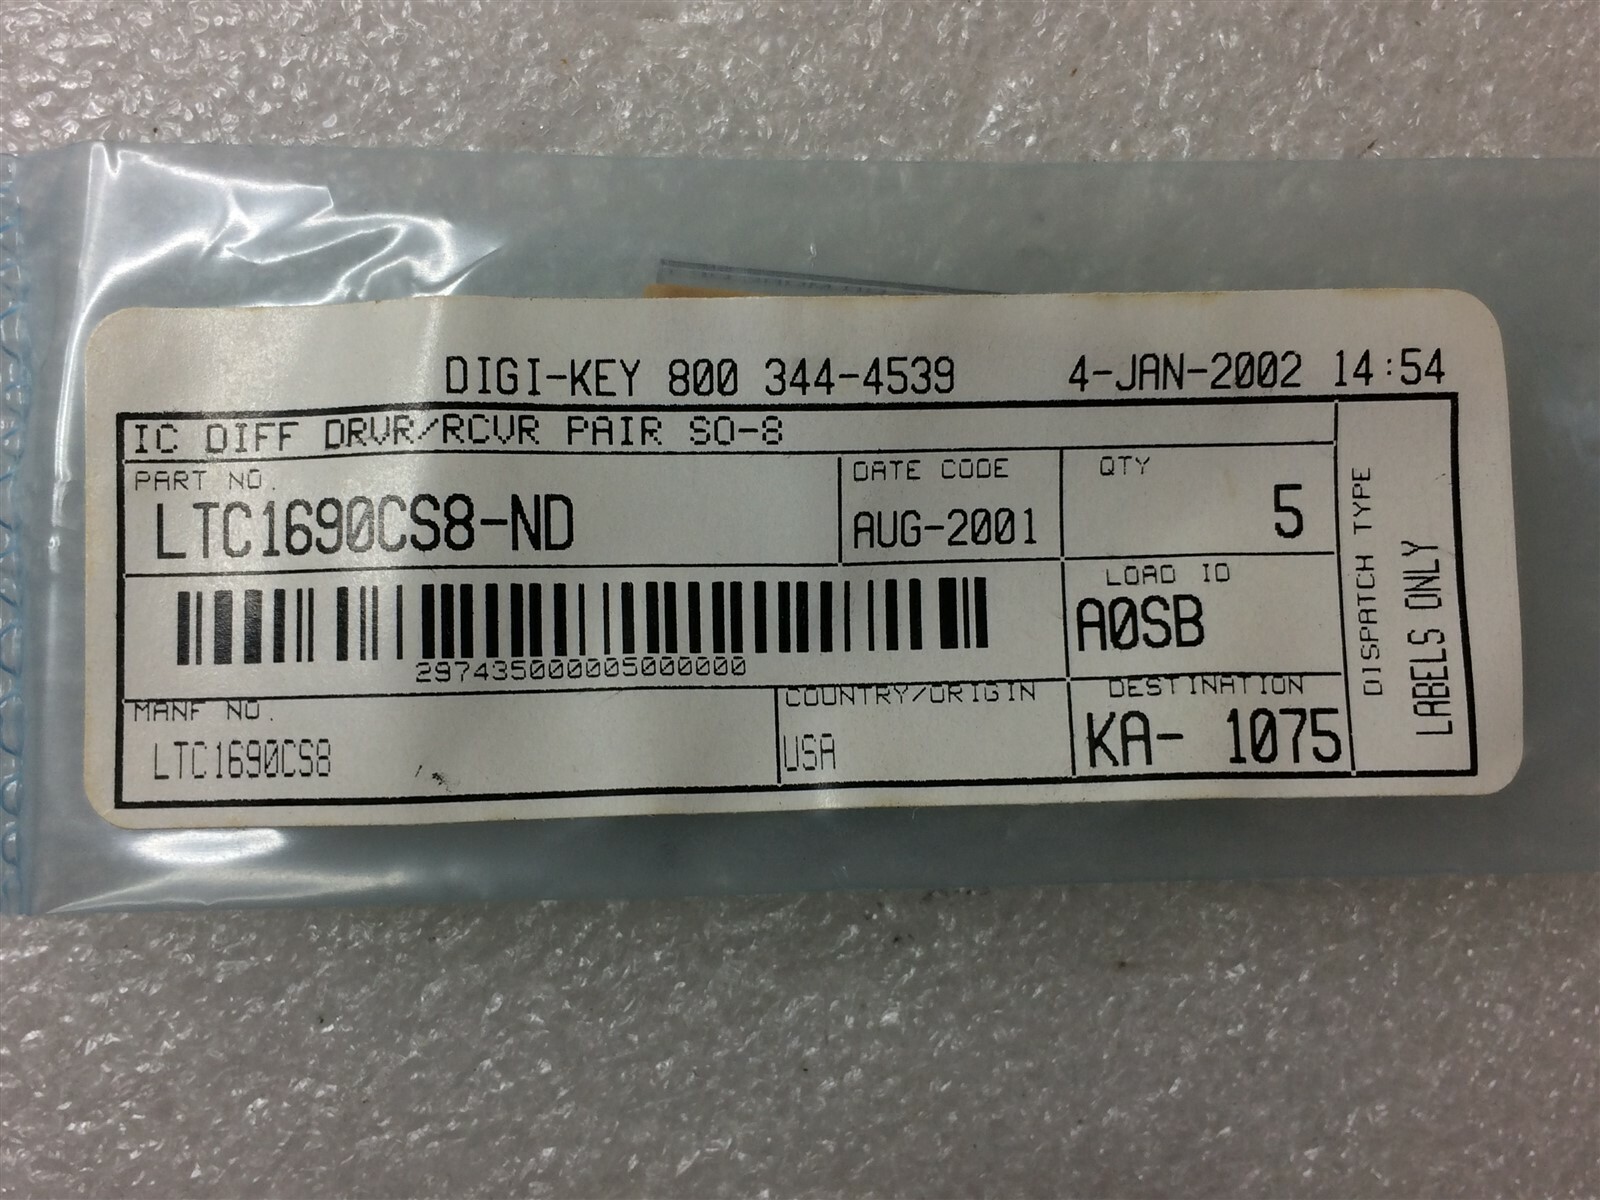 DIGI-KEY 800 344-4539 4-JAN-2002 14:54
IC DIFF DRVR/RCVR PAIR SO-8
PART NO.
LTC1690CS8-ND
DATE CODE
AUG-2001
QTY
5
LOAD ID
A0SB
297435000005000000
MANF NO.
LTC1690CS8
COUNTRY/ORIGIN
USA
DESTINATION
KA- 1075
DISPATCH TYPE
LABELS ONLY